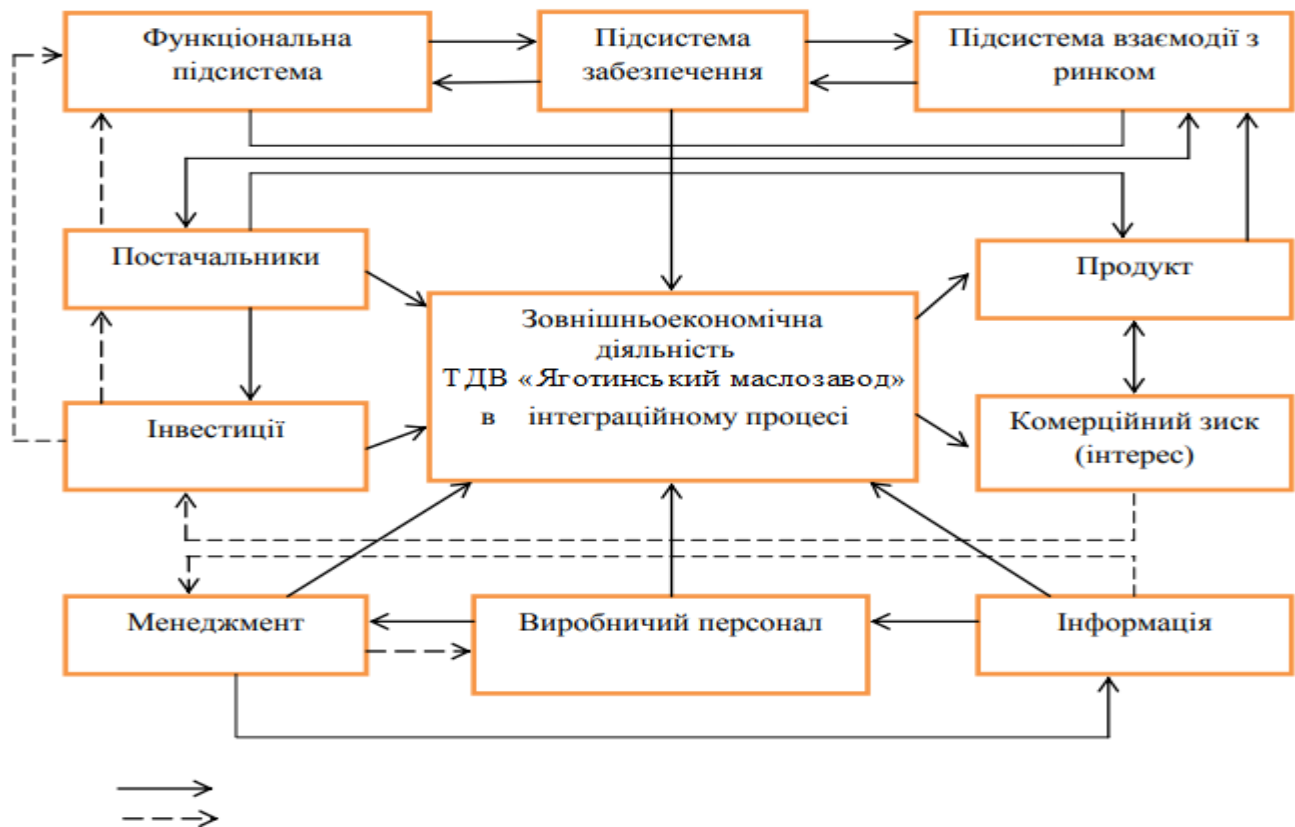 Функціональна
підсистема
Підсистема
забезпечення
Підсистема взаємодії з
ринком
Постачальники
Продукт
Зовнішньоекономічна
діяльність
ТДВ «Яготинський маслозавод»
в інтеграційному процесі
Інвестиції
Комерційний зиск
(інтерес)
Менеджмент
Виробничий персонал
Інформація